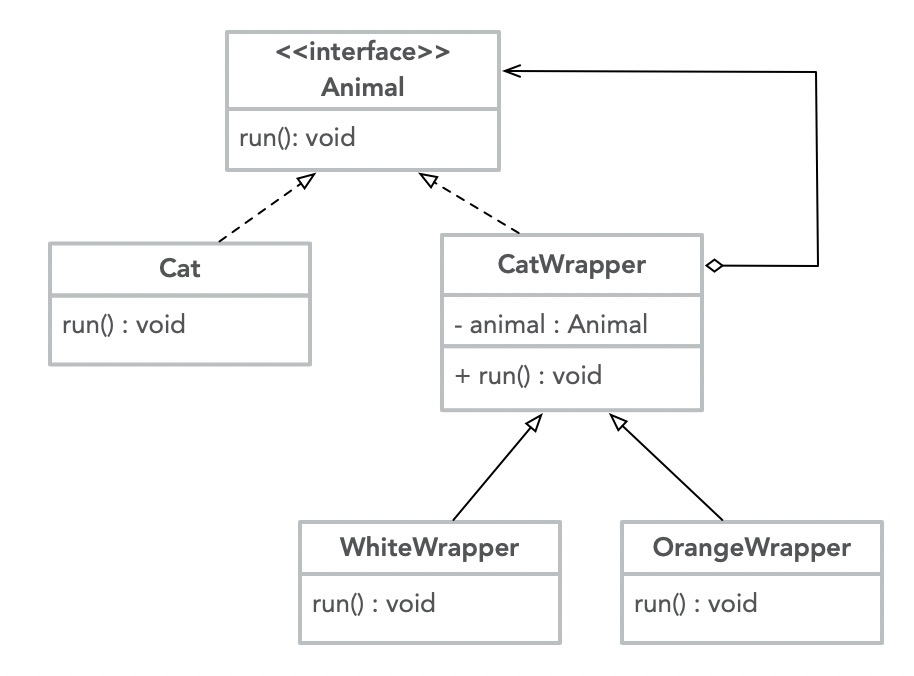 <<interface>>
Animal
run(): void
Cat
run() : void
CatWrapper
- animal : Animal
+ run() : void
WhiteWrapper
run() : void
OrangeWrapper
run() : void